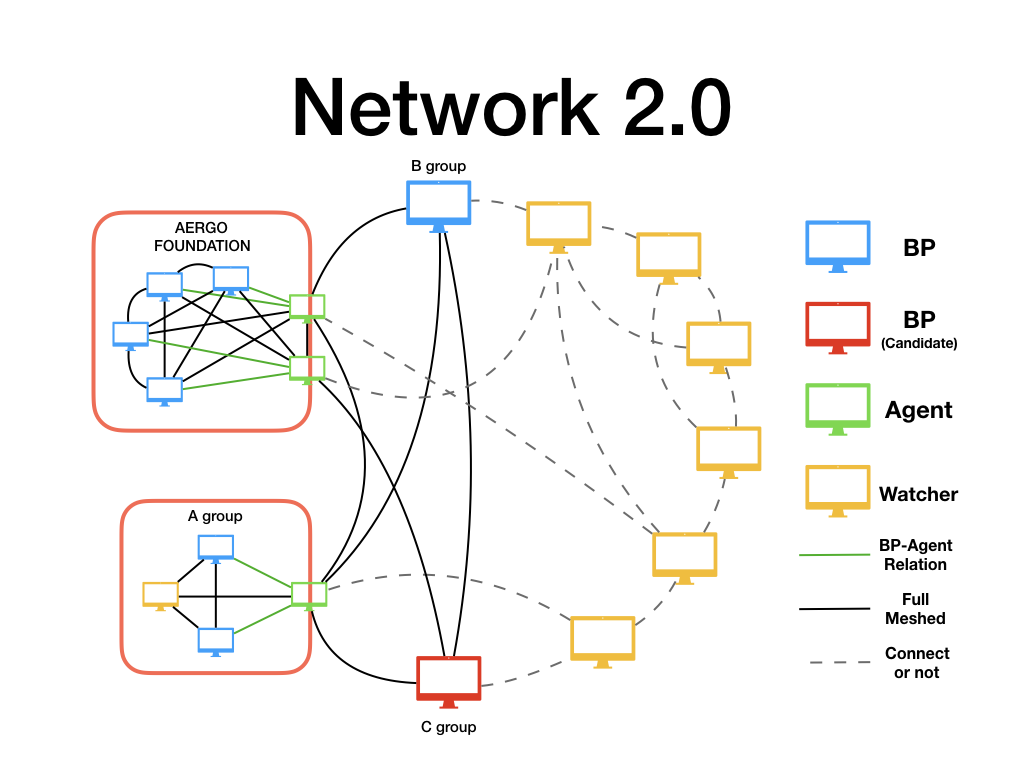 Network 2.0
B group
AERGO
FOUNDATION
A group
C group
BP
BP
(Candidate)
Agent
Watcher
BP-Agent
Relation
Full
Meshed
Connect
or not